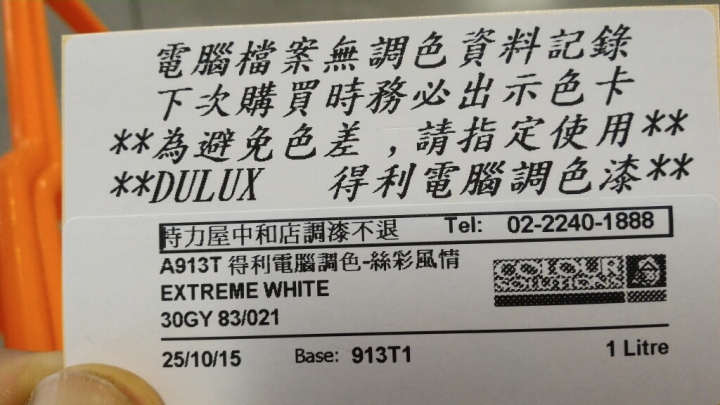 電腦檔案無調色資料記錄
下次購買時務必出示色卡
**為避免色差，請指定使用**
**DULUX 得利電腦調色漆**
特力屋中和店調漆不退 Tel: 02-2240-1888
A913T 得利電腦調色-絲彩風情
EXTREME WHITE
30GY 83/021
COLOUR
25/10/15 Base: 913T1 1 Litre